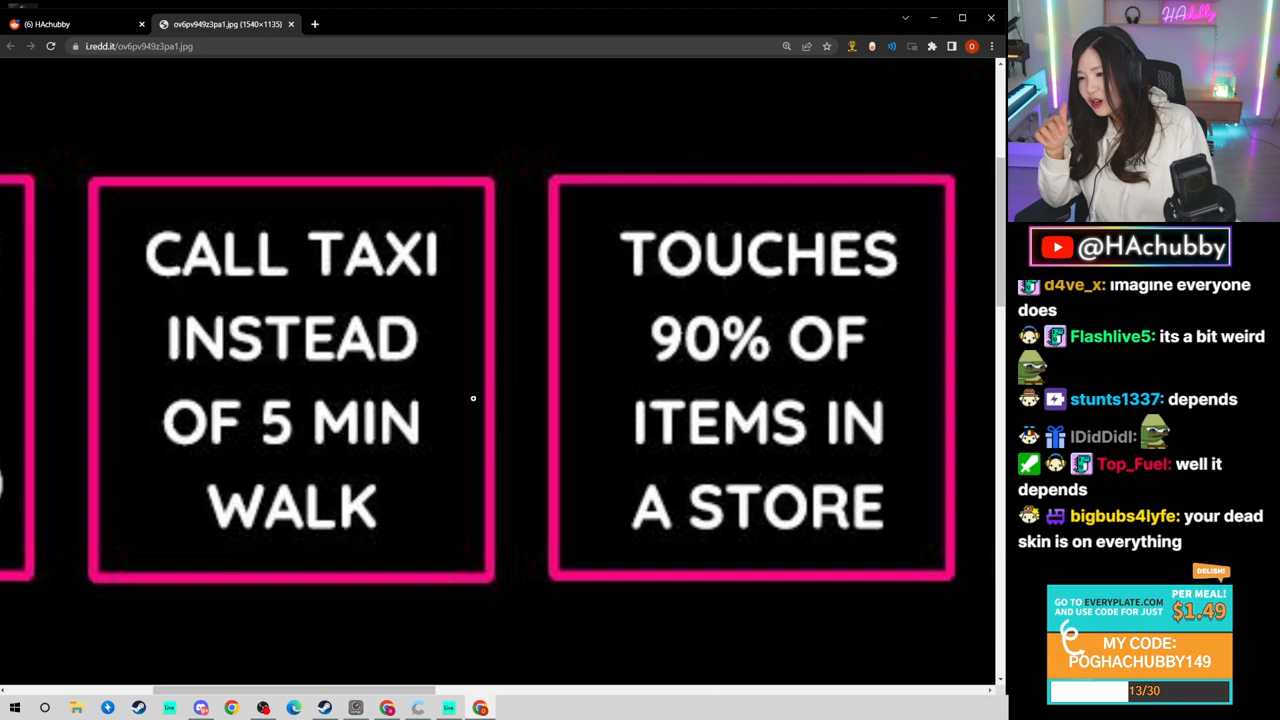 (6) HAchubby
ov6pv949z3pa1.jpg (1540×1135)
i.redd.it/ov6pv949z3pa1.jpg
O
CALL TAXI
INSTEAD
OF 5 MIN
WALK
TOUCHES
90% OF
ITEMS IN
A STORE
HAchubby
@HAchubby
d4ve_x: imagine everyone
does
Flashlive5: its a bit weird
stunts1337: depends
IDidDidI:
Top_Fuel: well it
depends
bigbubs4lyfe: your dead
skin is on everything
DELISH!
GO TO EVERYPLATE.COM
AND USE CODE FOR JUST
PER MEAL!
$1.49
MY CODE:
POGHACHUBBY149
13/30
Live
Live